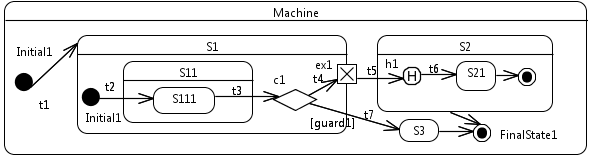 Machine
Initial1
t1
S1
t2
Initial1
S11
S111
t3
c1
ex1
t4
t5
[guard1]
t7
S2
h1
H
t6
S21
S3
FinalState1